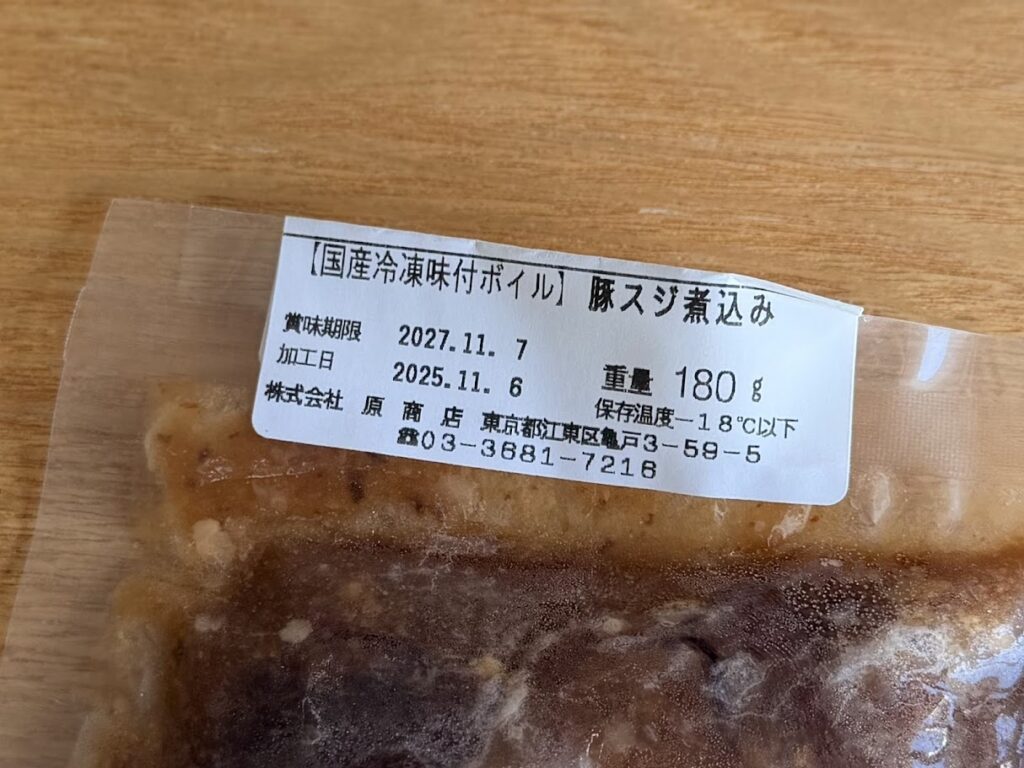 【国産冷凍味付ボイル】 豚スジ煮込み
賞味期限 2027.11. 7
加工日 2025.11. 6 重量 180g
保存温度－18℃以下
株式会社 原商店 東京都江東区亀戸3－59－5
☎03－3681－7216